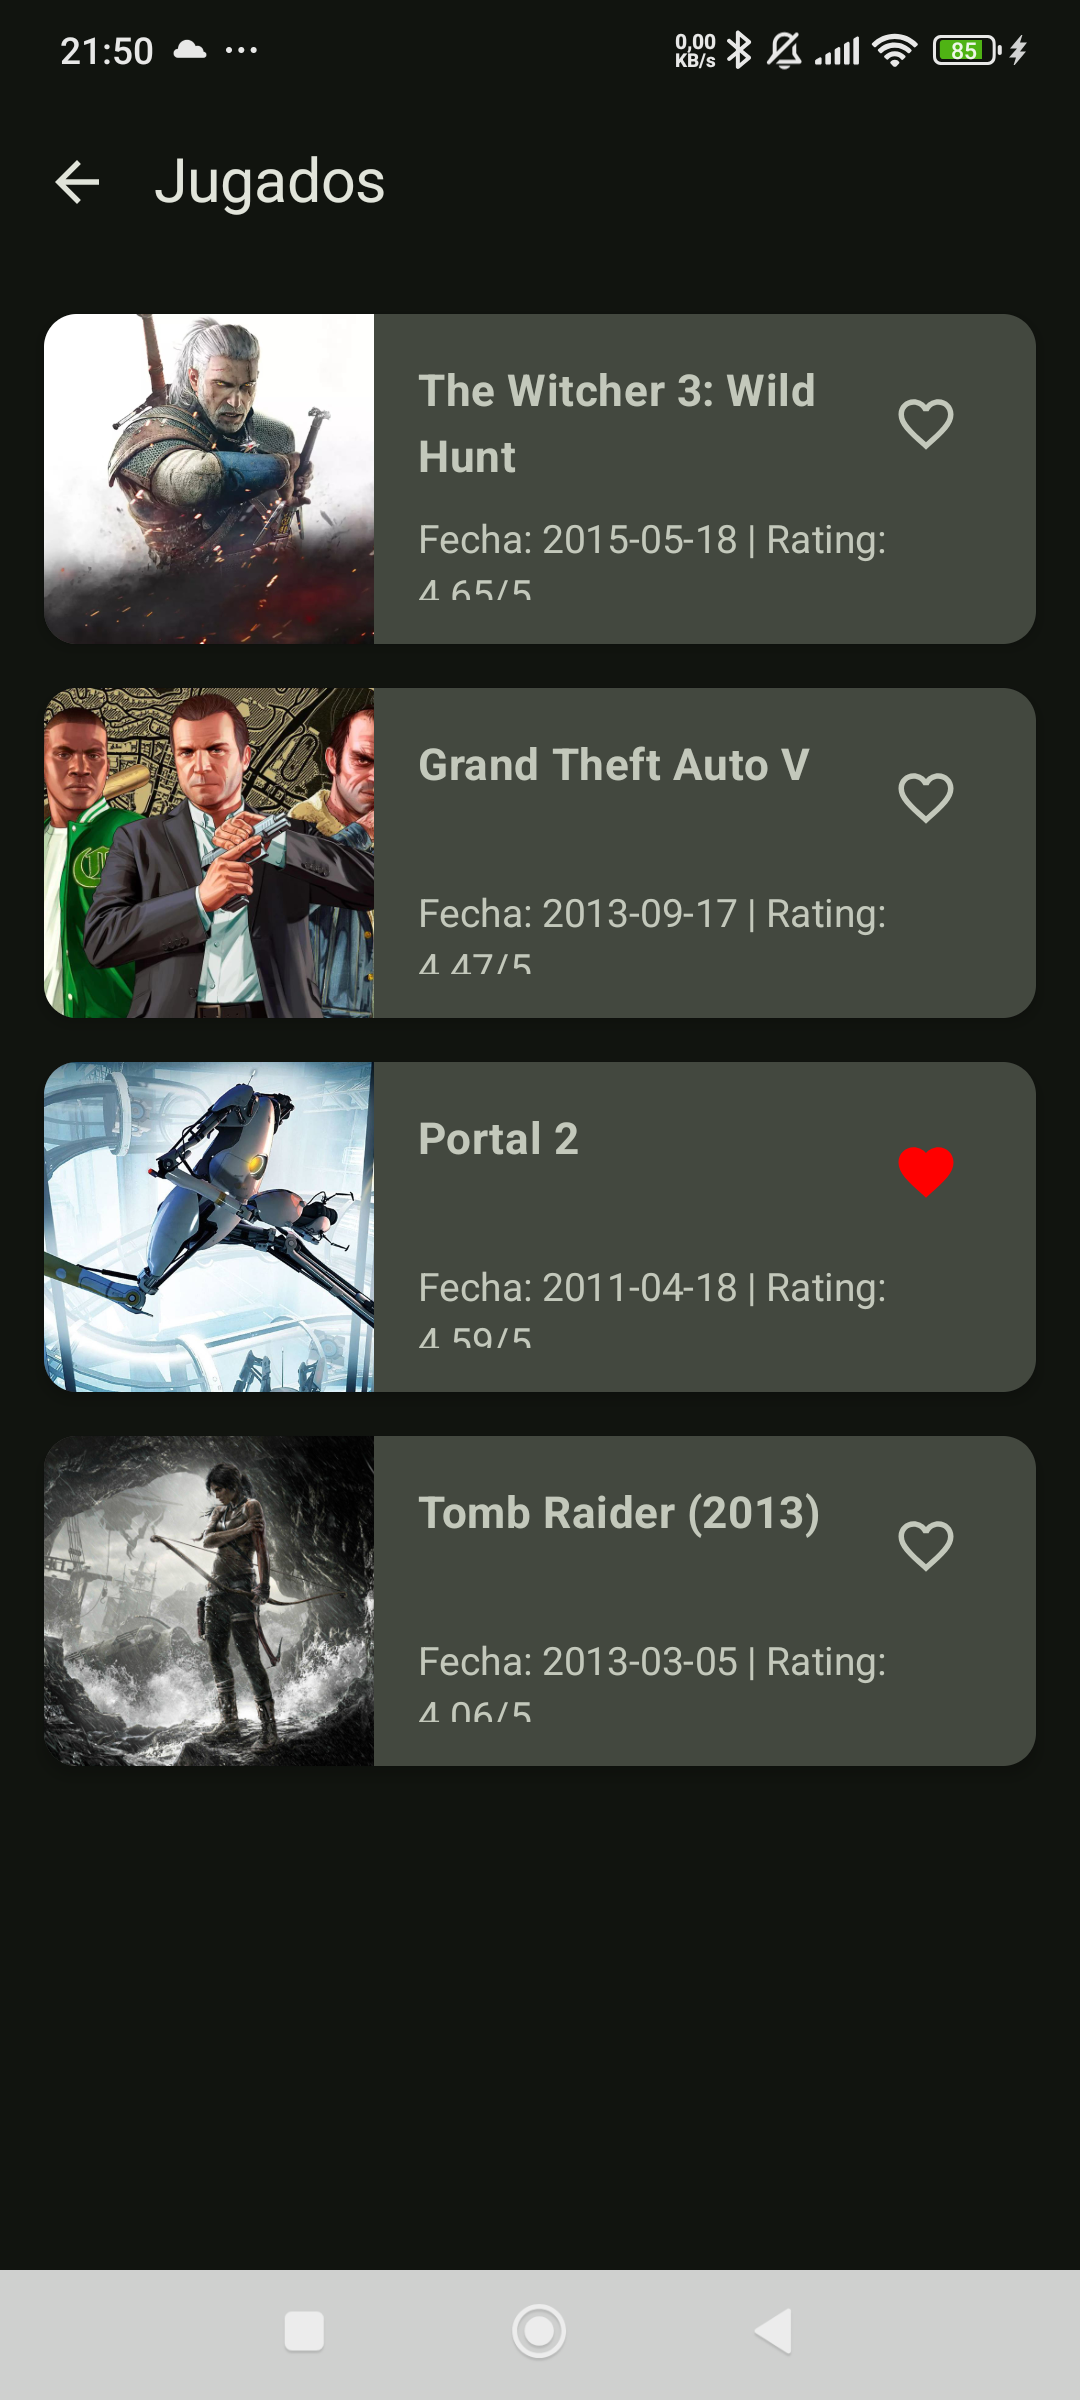 21:50
0,00
KB/s
85
Jugados
The Witcher 3: Wild
Hunt
Fecha: 2015-05-18 | Rating:
4.65/5
Grand Theft Auto V
Fecha: 2013-09-17 | Rating:
4.47/5
Portal 2
Fecha: 2011-04-18 | Rating:
4.59/5
Tomb Raider (2013)
Fecha: 2013-03-05 | Rating:
4.06/5